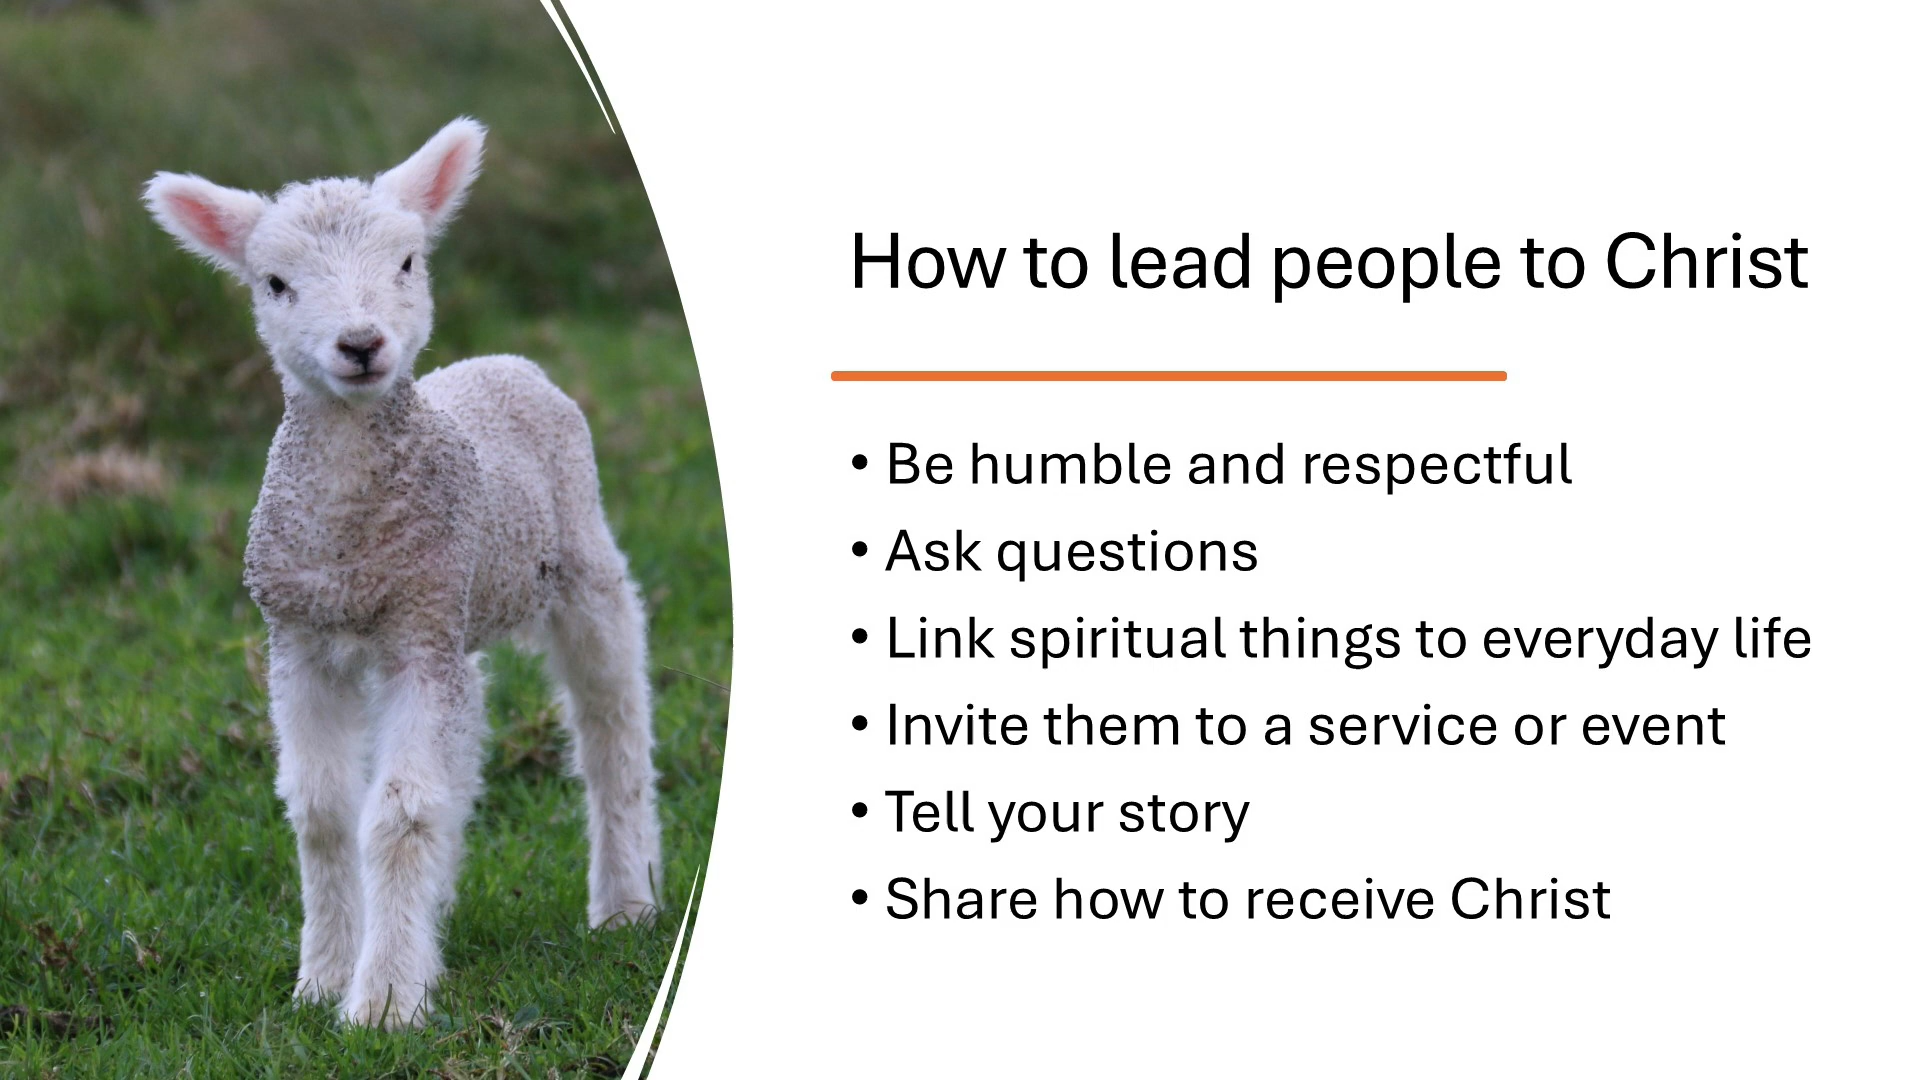 How to lead people to Christ
• Be humble and respectful
• Ask questions
• Link spiritual things to everyday life
• Invite them to a service or event
• Tell your story
• Share how to receive Christ